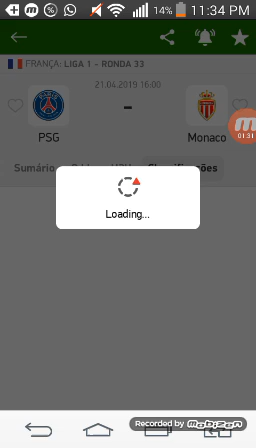 14% 11:34 PM
FRANÇA: LIGA 1 - RONDA 33
21.04.2019 16:00
-
PSG Monaco
01:31
Sumário
Loading...
Recorded by mobizen